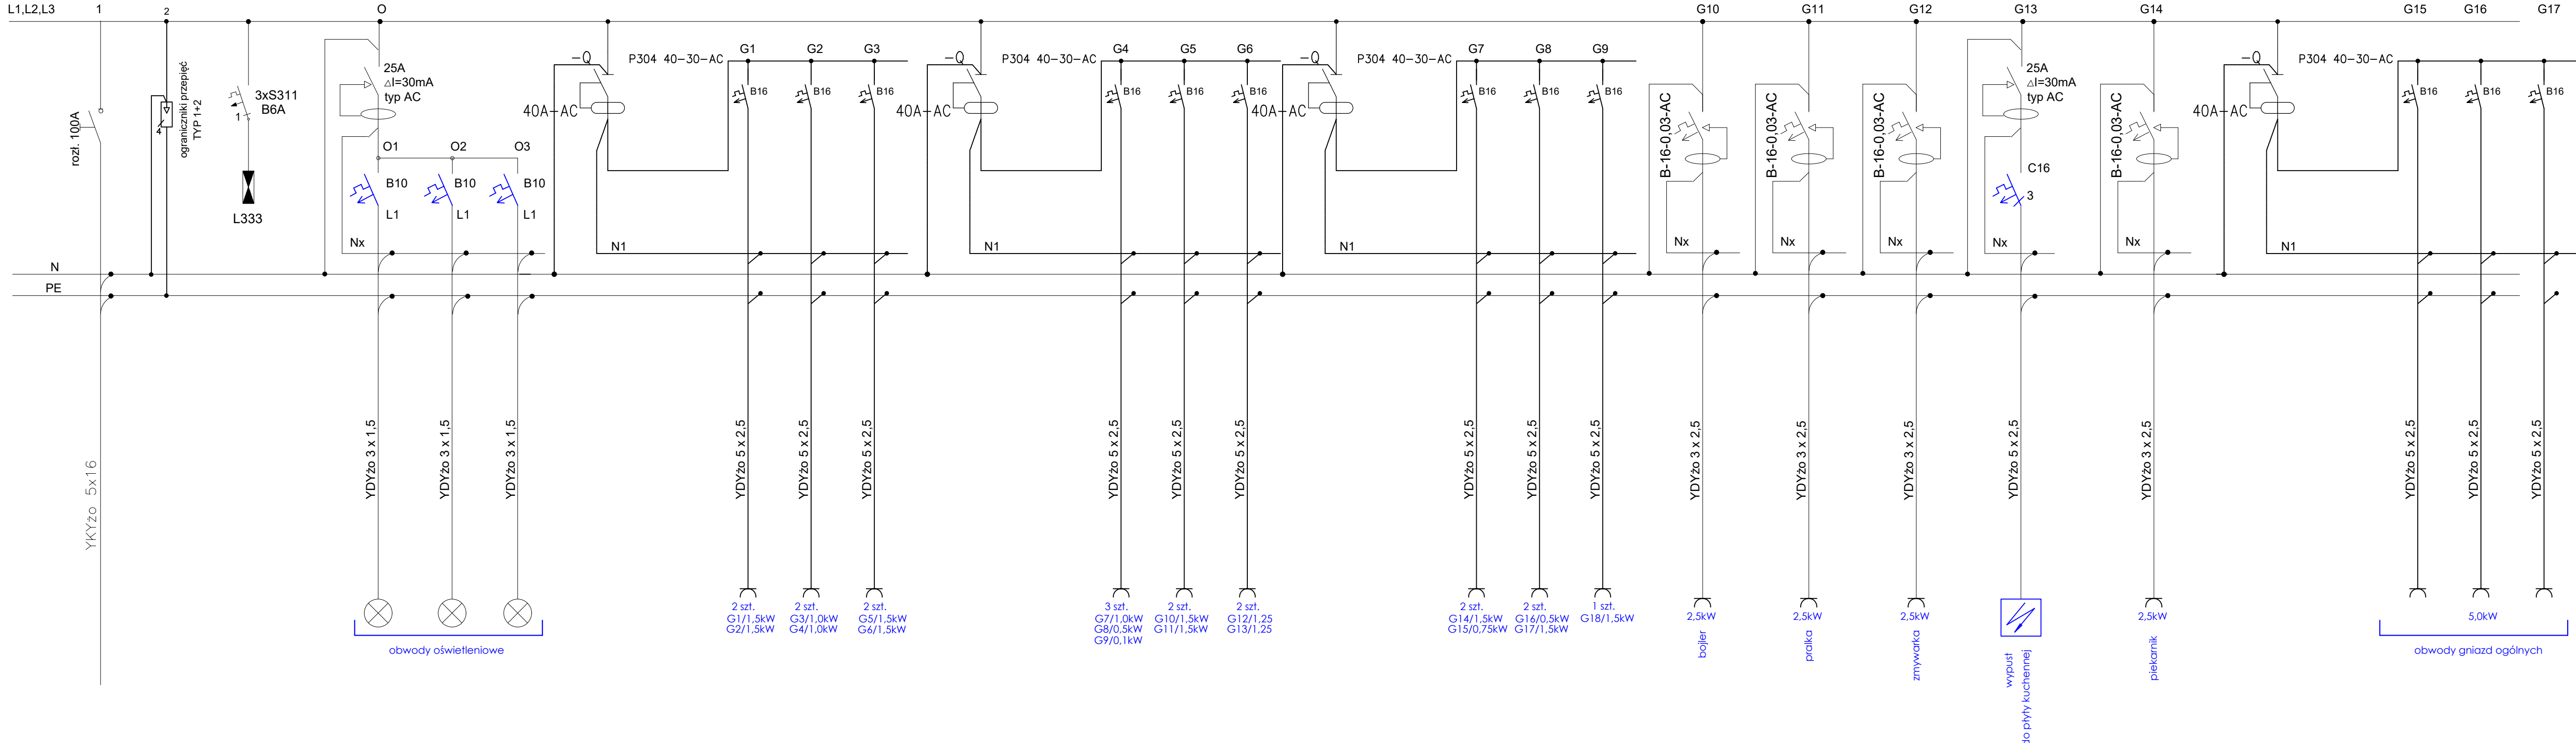 L1,L2,L3
1
2
O
G10
G11
G12
G13
G14
G15
G16
G17
rozł. 100A
YKYżo 5x16
4
ograniczniki przepięć
TYP 1+2
3xS311
B6A
1
L333
25A
△I=30mA
typ AC
O1
O2
O3
B10
B10
B10
L1
L1
L1
Nx
N
PE
YDYżo 3 x 1,5
YDYżo 3 x 1,5
YDYżo 3 x 1,5
obwody oświetleniowe
-Q
40A-AC
P304 40-30-AC
G1
G2
G3
B16
B16
B16
N1
YDYżo 5 x 2,5
YDYżo 5 x 2,5
YDYżo 5 x 2,5
2 szt.
G1/1,5kW
G2/1,5kW
2 szt.
G3/1,0kW
G4/1,0kW
2 szt.
G5/1,5kW
G6/1,5kW
-Q
40A-AC
P304 40-30-AC
G4
G5
G6
B16
B16
B16
N1
YDYżo 5 x 2,5
YDYżo 5 x 2,5
YDYżo 5 x 2,5
3 szt.
G7/1,0kW
G8/0,5kW
G9/0,1kW
2 szt.
G10/1,5kW
G11/1,5kW
2 szt.
G12/1,25
G13/1,25
-Q
40A-AC
P304 40-30-AC
G7
G8
G9
B16
B16
B16
N1
YDYżo 5 x 2,5
YDYżo 5 x 2,5
YDYżo 5 x 2,5
2 szt.
G14/1,5kW
G15/0,75kW
2 szt.
G16/0,5kW
G17/1,5kW
1 szt.
G18/1,5kW
B-16-0,03-AC
Nx
YDYżo 3 x 2,5
2,5kW
bojler
B-16-0,03-AC
Nx
YDYżo 3 x 2,5
2,5kW
pralka
B-16-0,03-AC
Nx
YDYżo 3 x 2,5
2,5kW
zmywarka
25A
△I=30mA
typ AC
C16
3
Nx
YDYżo 5 x 2,5
wypust
do płyty kuchennej
B-16-0,03-AC
Nx
YDYżo 3 x 2,5
2,5kW
piekarnik
-Q
40A-AC
P304 40-30-AC
B16
B16
B16
N1
YDYżo 5 x 2,5
YDYżo 5 x 2,5
YDYżo 5 x 2,5
5,0kW
obwody gniazd ogólnych